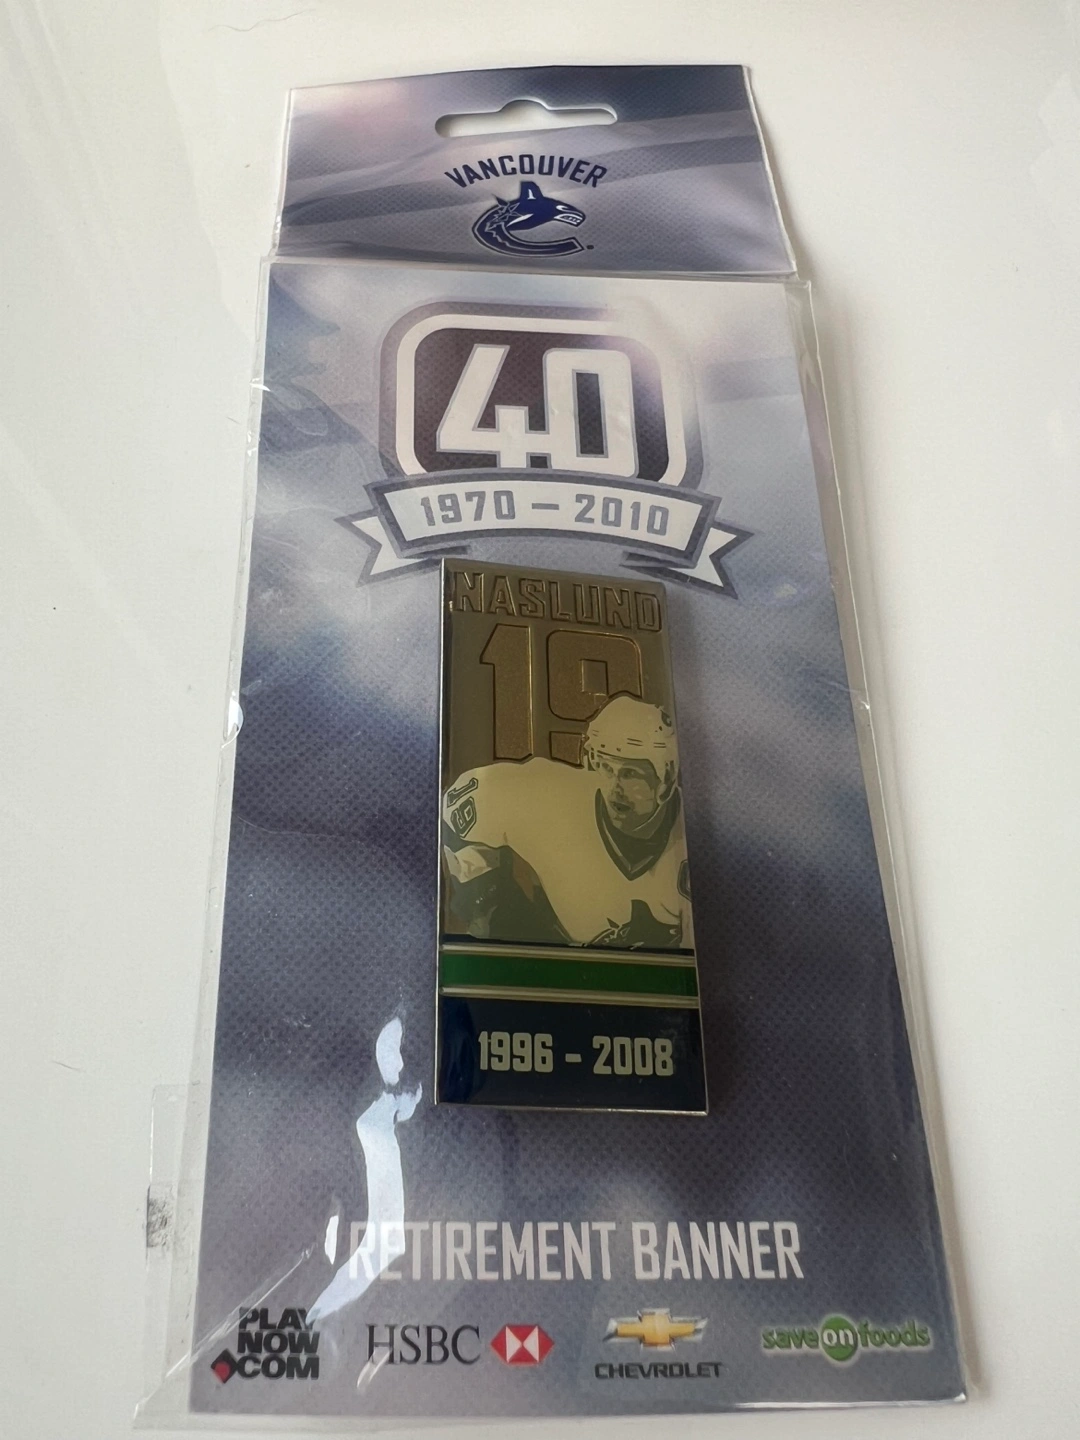 VANCOUVER
40
1970 – 2010
NASLUND
19
19
1996 - 2008
RETIREMENT BANNER
PLAY
NOW
.COM
HSBC
CHEVROLET
save on foods